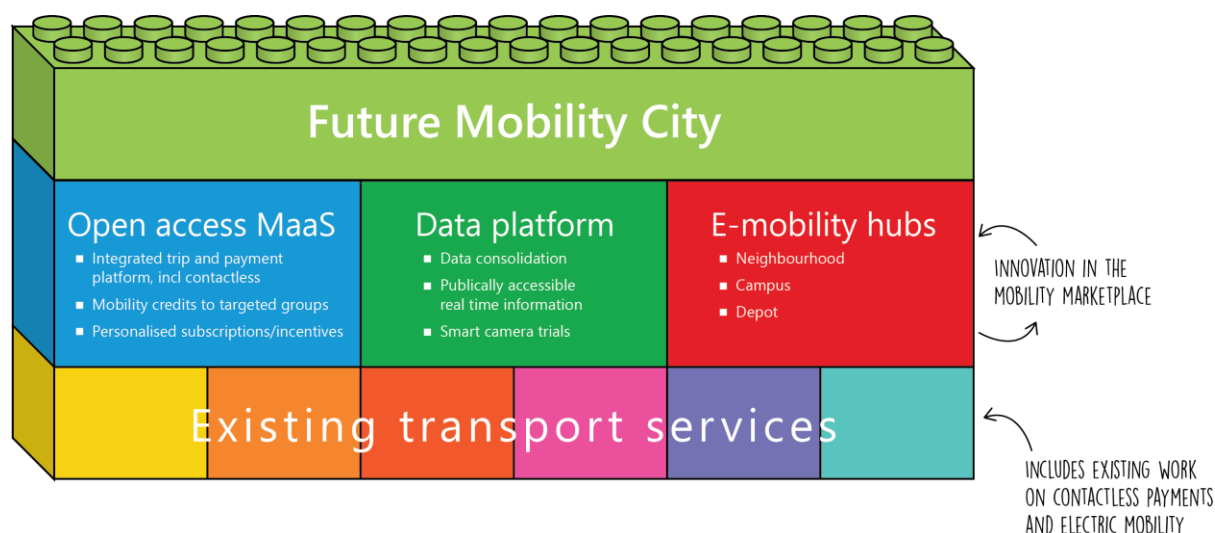 Future Mobility City
Open access MaaS
Integrated trip and payment
platform, incl contactless
Mobility credits to targeted groups
Personalised subscriptions/incentives
Data platform
Data consolidation
Publically accessible
real time information
Smart camera trials
E-mobility hubs
Neighbourhood
Campus
Depot
INNOVATION IN THE
MOBILITY MARKETPLACE
Existing transport services
INCLUDES EXISTING WORK
ON CONTACTLESS PAYMENTS
AND ELECTRIC MOBILITY